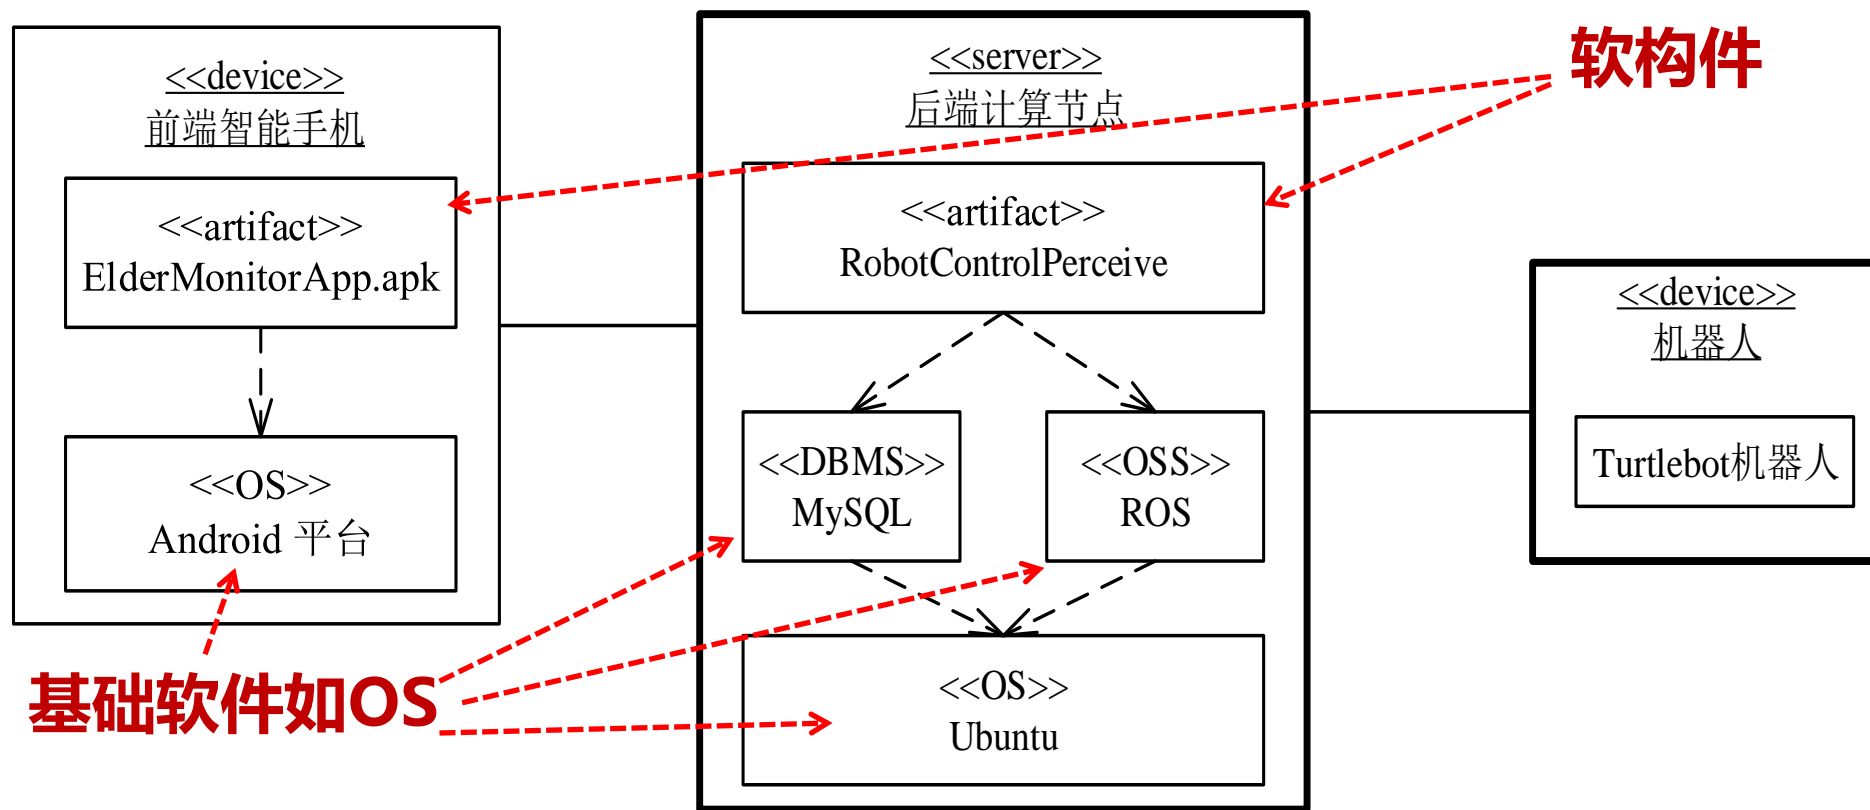 <<device>>
前端智能手机
<<artifact>>
ElderMonitorApp.apk
<<OS>>
Android 平台
<<server>>
后端计算节点
<<artifact>>
RobotControlPerceive
<<DBMS>>
MySQL
<<OSS>>
ROS
<<OS>>
Ubuntu
软构件
<<device>>
机器人
Turtlebot机器人
基础软件如OS